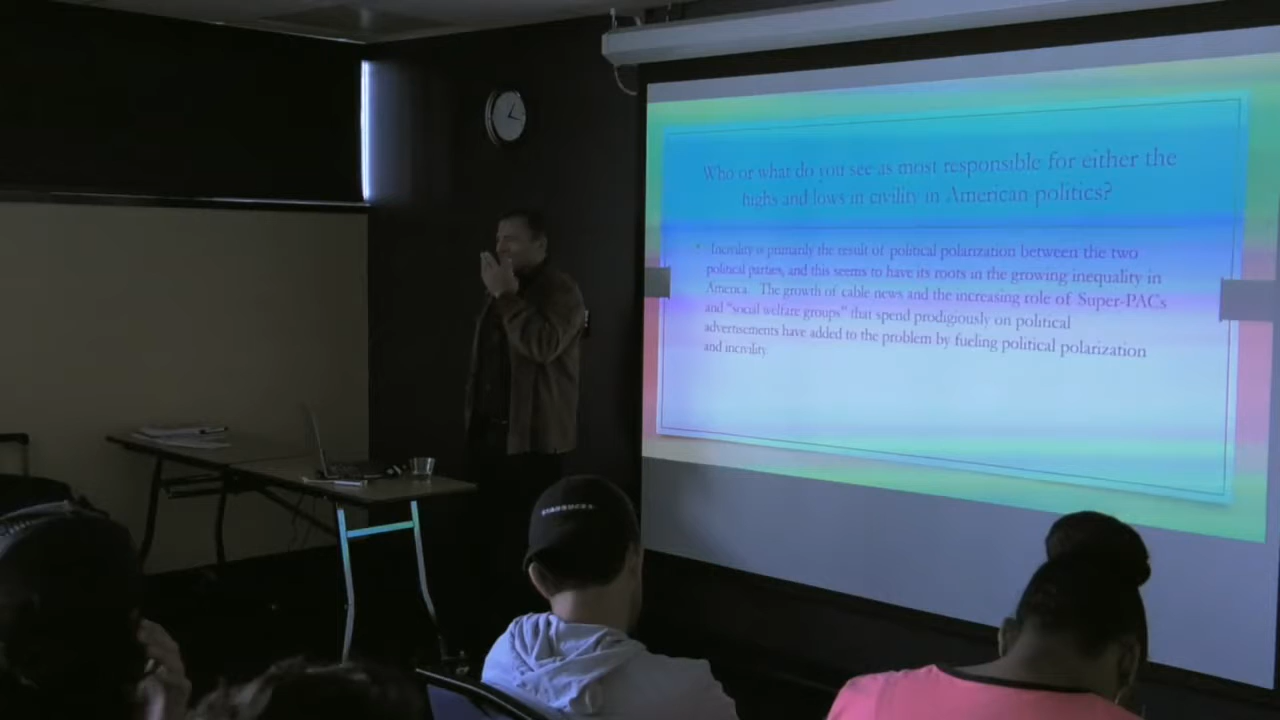 Who or what do you see as most responsible for either the
highs and lows in civility in American politics?
Incivility is primarily the result of political polarization between the two
political parties, and this seems to have its roots in the growing inequality in
America. The growth of cable news and the increasing role of Super-PACs
and “social welfare groups” that spend prodigiously on political
advertisements have added to the problem by fueling political polarization
and incivility.
STARBUCKS